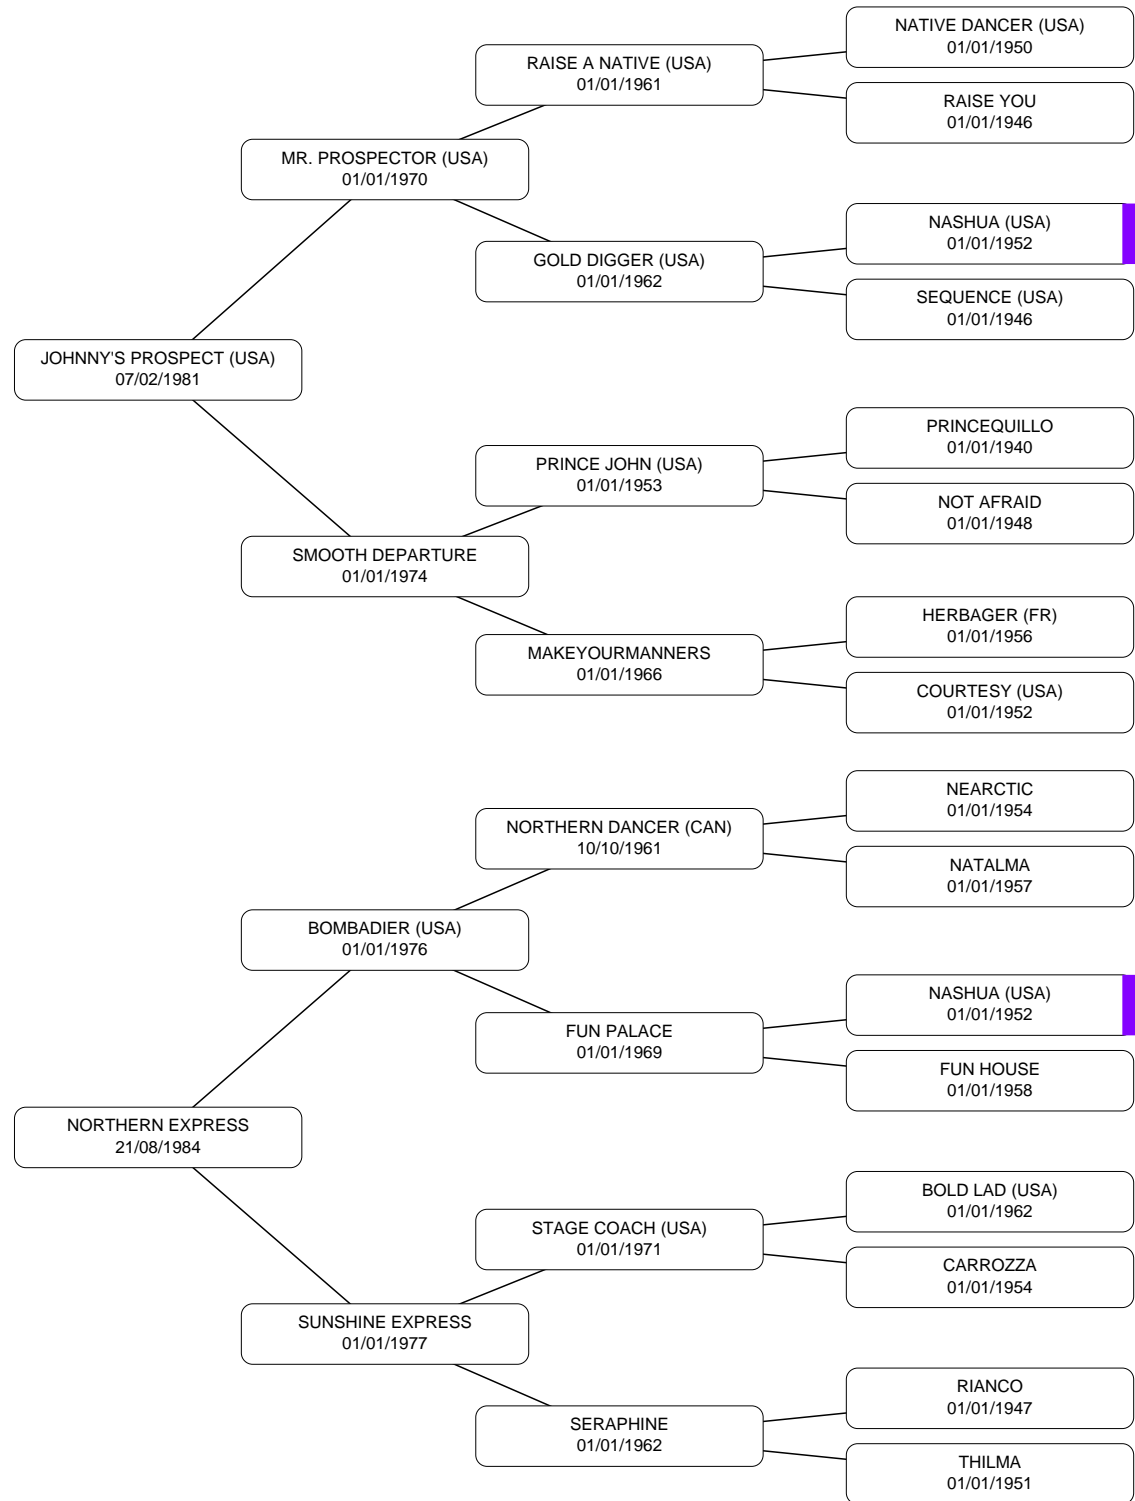 NATIVE DANCER (USA)
01/01/1950
RAISE A NATIVE (USA)
01/01/1961
RAISE YOU
01/01/1946
MR. PROSPECTOR (USA)
01/01/1970
NASHUA (USA)
01/01/1952
GOLD DIGGER (USA)
01/01/1962
SEQUENCE (USA)
01/01/1946
JOHNNY'S PROSPECT (USA)
07/02/1981
PRINCEQUILLO
01/01/1940
PRINCE JOHN (USA)
01/01/1953
NOT AFRAID
01/01/1948
SMOOTH DEPARTURE
01/01/1974
HERBAGER (FR)
01/01/1956
MAKEYOURMANNERS
01/01/1966
COURTESY (USA)
01/01/1952
NEARCTIC
01/01/1954
NORTHERN DANCER (CAN)
10/10/1961
NATALMA
01/01/1957
BOMBADIER (USA)
01/01/1976
NASHUA (USA)
01/01/1952
FUN PALACE
01/01/1969
FUN HOUSE
01/01/1958
NORTHERN EXPRESS
21/08/1984
BOLD LAD (USA)
01/01/1962
STAGE COACH (USA)
01/01/1971
CARROZZA
01/01/1954
SUNSHINE EXPRESS
01/01/1977
RIANCO
01/01/1947
SERAPHINE
01/01/1962
THILMA
01/01/1951